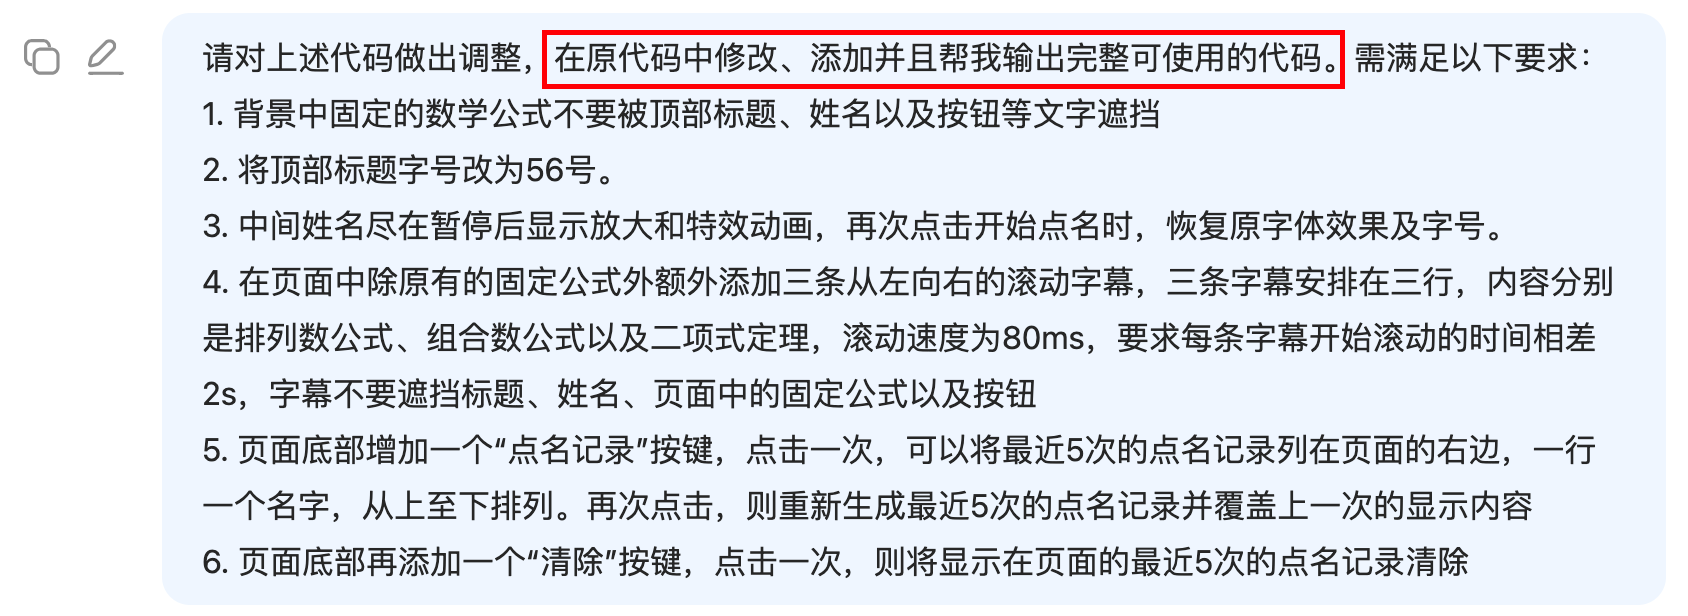 请对上述代码做出调整，在原代码中修改、添加并且帮我输出完整可使用的代码。需满足以下要求：
1. 背景中固定的数学公式不要被顶部标题、姓名以及按钮等文字遮挡
2. 将顶部标题字号改为56号。
3. 中间姓名尽在暂停后显示放大和特效动画，再次点击开始点名时，恢复原字体效果及字号。
4. 在页面中除原有的固定公式外额外添加三条从左向右的滚动字幕，三条字幕安排在三行，内容分别
是排列数公式、组合数公式以及二项式定理，滚动速度为80ms，要求每条字幕开始滚动的时间相差
2s，字幕不要遮挡标题、姓名、页面中的固定公式以及按钮
5. 页面底部增加一个“点名记录”按键，点击一次，可以将最近5次的点名记录列在页面的右边，一行
一个名字，从上至下排列。再次点击，则重新生成最近5次的点名记录并覆盖上一次的显示内容
6. 页面底部再添加一个“清除”按键，点击一次，则将显示在页面的最近5次的点名记录清除